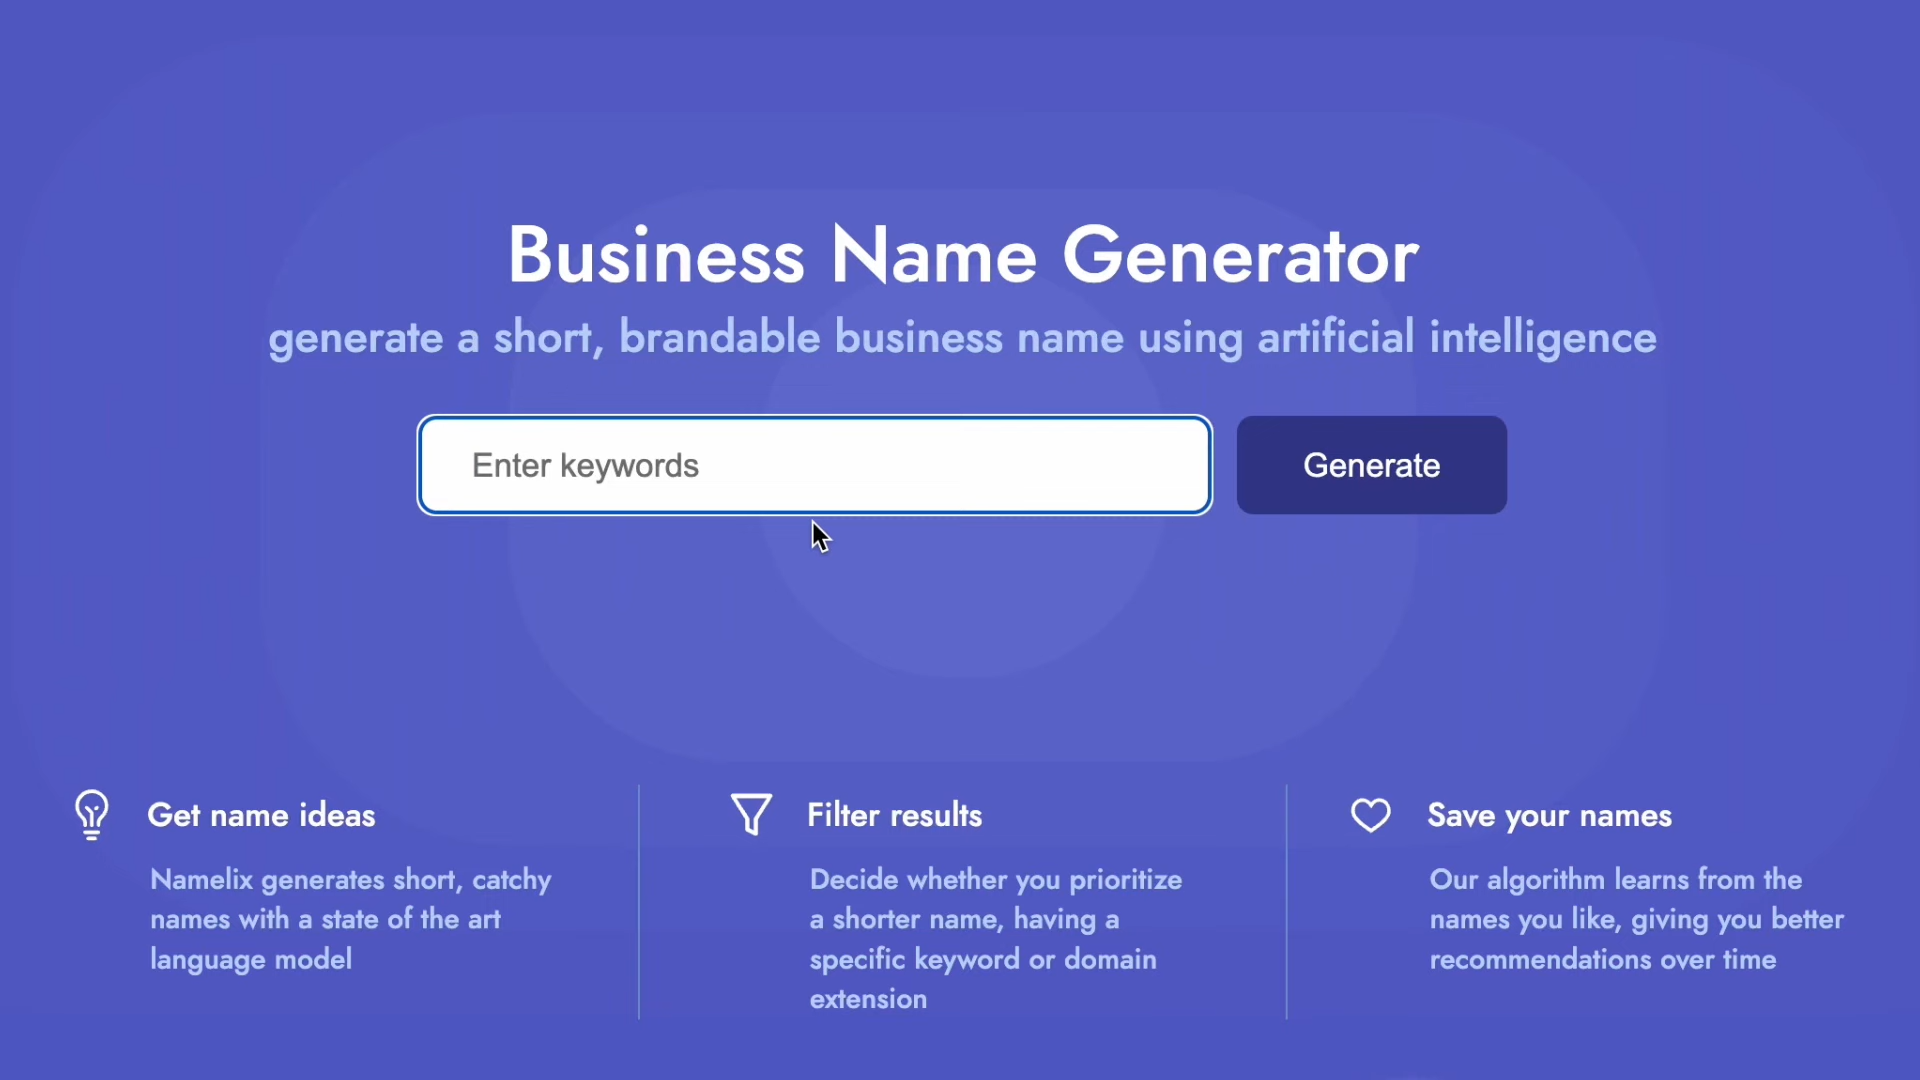 Business Name Generator
generate a short, brandable business name using artificial intelligence
Enter keywords
Generate
Get name ideas
Namelix generates short, catchy
names with a state of the art
language model
Filter results
Decide whether you prioritize
a shorter name, having a
specific keyword or domain
extension
Save your names
Our algorithm learns from the
names you like, giving you better
recommendations over time